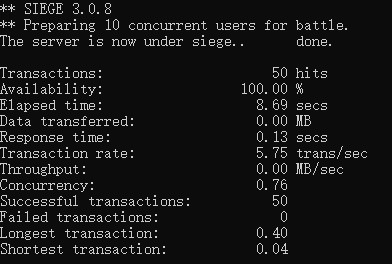 ** SIEGE 3.0.8
** Preparing 10 concurrent users for battle.
The server is now under siege..      done.

Transactions:                     50 hits
Availability:                 100.00 %
Elapsed time:                   8.69 secs
Data transferred:               0.00 MB
Response time:                  0.13 secs
Transaction rate:               5.75 trans/sec
Throughput:                     0.00 MB/sec
Concurrency:                    0.76
Successful transactions:          50
Failed transactions:               0
Longest transaction:            0.40
Shortest transaction:           0.04